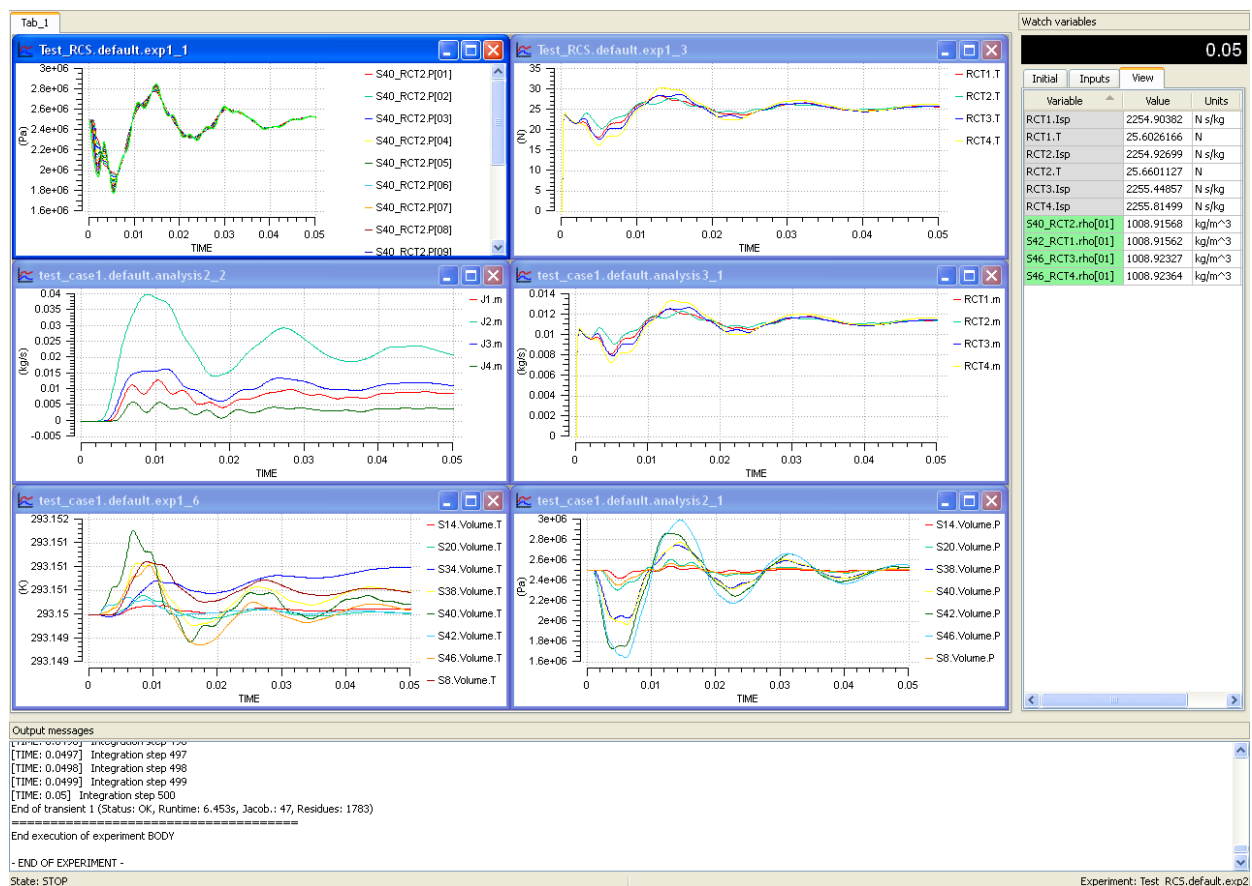 Tab_1
Test_RCS.default.exp1_1
3e+06
2.8e+06
2.4e+06
2e+06
1.8e+06
1.6e+06
(Pa)
0 0.01 0.02 0.03 0.04 0.05
TIME
S40_RCT2.P[01]
S40_RCT2.P[02]
S40_RCT2.P[03]
S40_RCT2.P[04]
S40_RCT2.P[05]
S40_RCT2.P[06]
S40_RCT2.P[07]
S40_RCT2.P[08]
S40_RCT2.P[09]
Test_RCS.default.exp1_3
35
30
25
20
15
10
5
0
(N)
0 0.01 0.02 0.03 0.04 0.05
TIME
RCT1.T
RCT2.T
RCT3.T
RCT4.T
test_case1.default.analysis2_2
0.04
0.035
0.03
0.025
0.02
0.015
0.01
0.005
0
-0.005
(kg/s)
0 0.01 0.02 0.03 0.04 0.05
TIME
J1.m
J2.m
J3.m
J4.m
test_case1.default.analysis3_1
0.014
0.012
0.01
0.008
0.006
0.004
0.002
0
(kg/s)
0 0.01 0.02 0.03 0.04 0.05
TIME
RCT1.m
RCT2.m
RCT3.m
RCT4.m
test_case1.default.exp1_6
293.152
293.151
293.151
293.151
293.15
293.149
293.149
(K)
0 0.01 0.02 0.03 0.04 0.05
TIME
S14.Volume.T
S20.Volume.T
S34.Volume.T
S38.Volume.T
S40.Volume.T
S42.Volume.T
S46.Volume.T
S8.Volume.T
test_case1.default.analysis2_1
3e+06
2.8e+06
2.6e+06
2.4e+06
2.2e+06
2e+06
1.8e+06
1.6e+06
(Pa)
0 0.01 0.02 0.03 0.04 0.05
TIME
S14.Volume.P
S20.Volume.P
S38.Volume.P
S40.Volume.P
S42.Volume.P
S46.Volume.P
S8.Volume.P
Watch variables
0.05
Initial Inputs View
Variable Value Units
RCT1.Isp 2254.90382 N s/kg
RCT1.T 25.6026166 N
RCT2.Isp 2254.92699 N s/kg
RCT2.T 25.6601127 N
RCT3.Isp 2255.44857 N s/kg
RCT4.Isp 2255.81499 N s/kg
S40_RCT2.rho[01] 1008.91568 kg/m^3
S42_RCT1.rho[01] 1008.91562 kg/m^3
S46_RCT3.rho[01] 1008.92327 kg/m^3
S46_RCT4.rho[01] 1008.92364 kg/m^3
Output messages
[TIME: 0.0496] Integration step 496
[TIME: 0.0497] Integration step 497
[TIME: 0.0498] Integration step 498
[TIME: 0.0499] Integration step 499
[TIME: 0.05] Integration step 500
End of transient 1 (Status: OK, Runtime: 6.453s, Jacob.: 47, Residues: 1783)
=====================================
End execution of experiment BODY
- END OF EXPERIMENT -
State: STOP
Experiment: Test_RCS.default.exp2